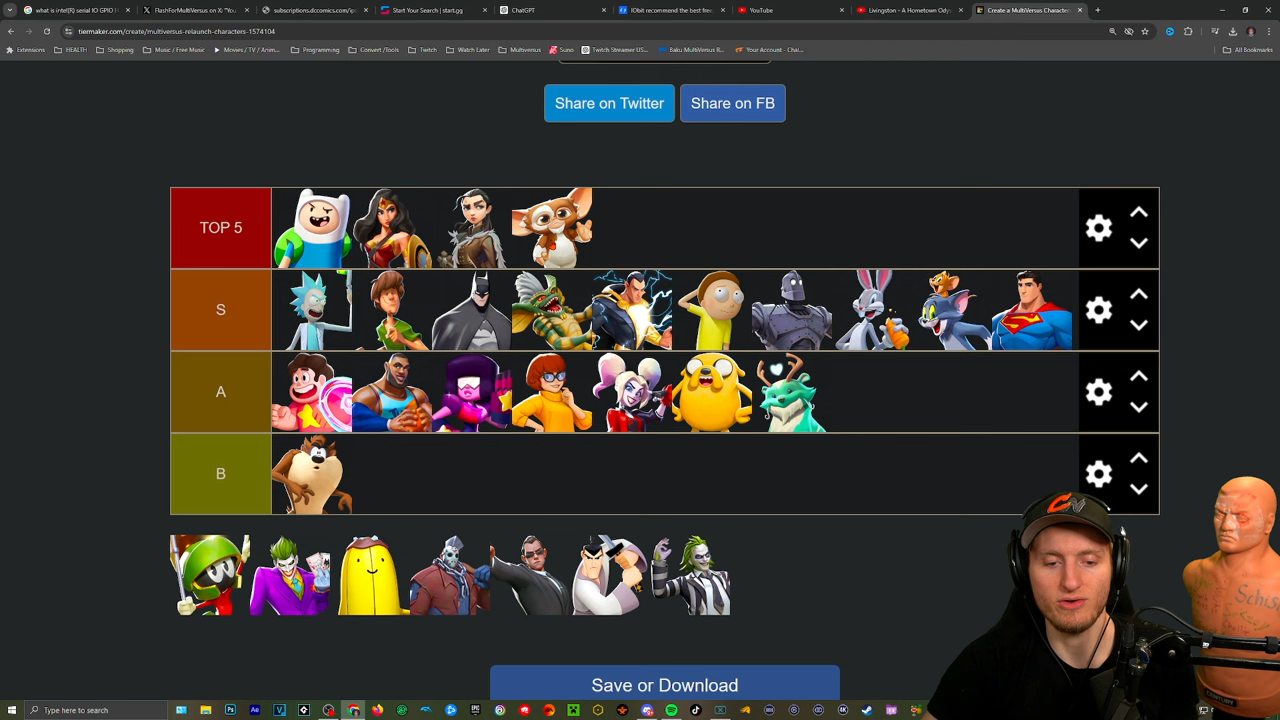 what is intel(R) serial IO GPIO H
FlashForMultiVersus on X: "You
subscriptions.dccomics.com/ip
Start Your Search | start.gg
ChatGPT
IObit recommend the best free
YouTube
Livingston - A Hometown Ody
Create a MultiVersus Character
tiermaker.com/create/multiversus-relaunch-characters-1574104
Extensions
HEALTH
Shopping
Music / Free Music
Movies / TV / Anim...
Programming
Convert /Tools
Twitch
Watch Later
Multiversus
Suno
Twitch Streamer US...
Baku MultiVersus R...
Your Account - Chai...
All Bookmarks
Share on Twitter
Share on FB
TOP 5
S
A
B
Save or Download
Type here to search